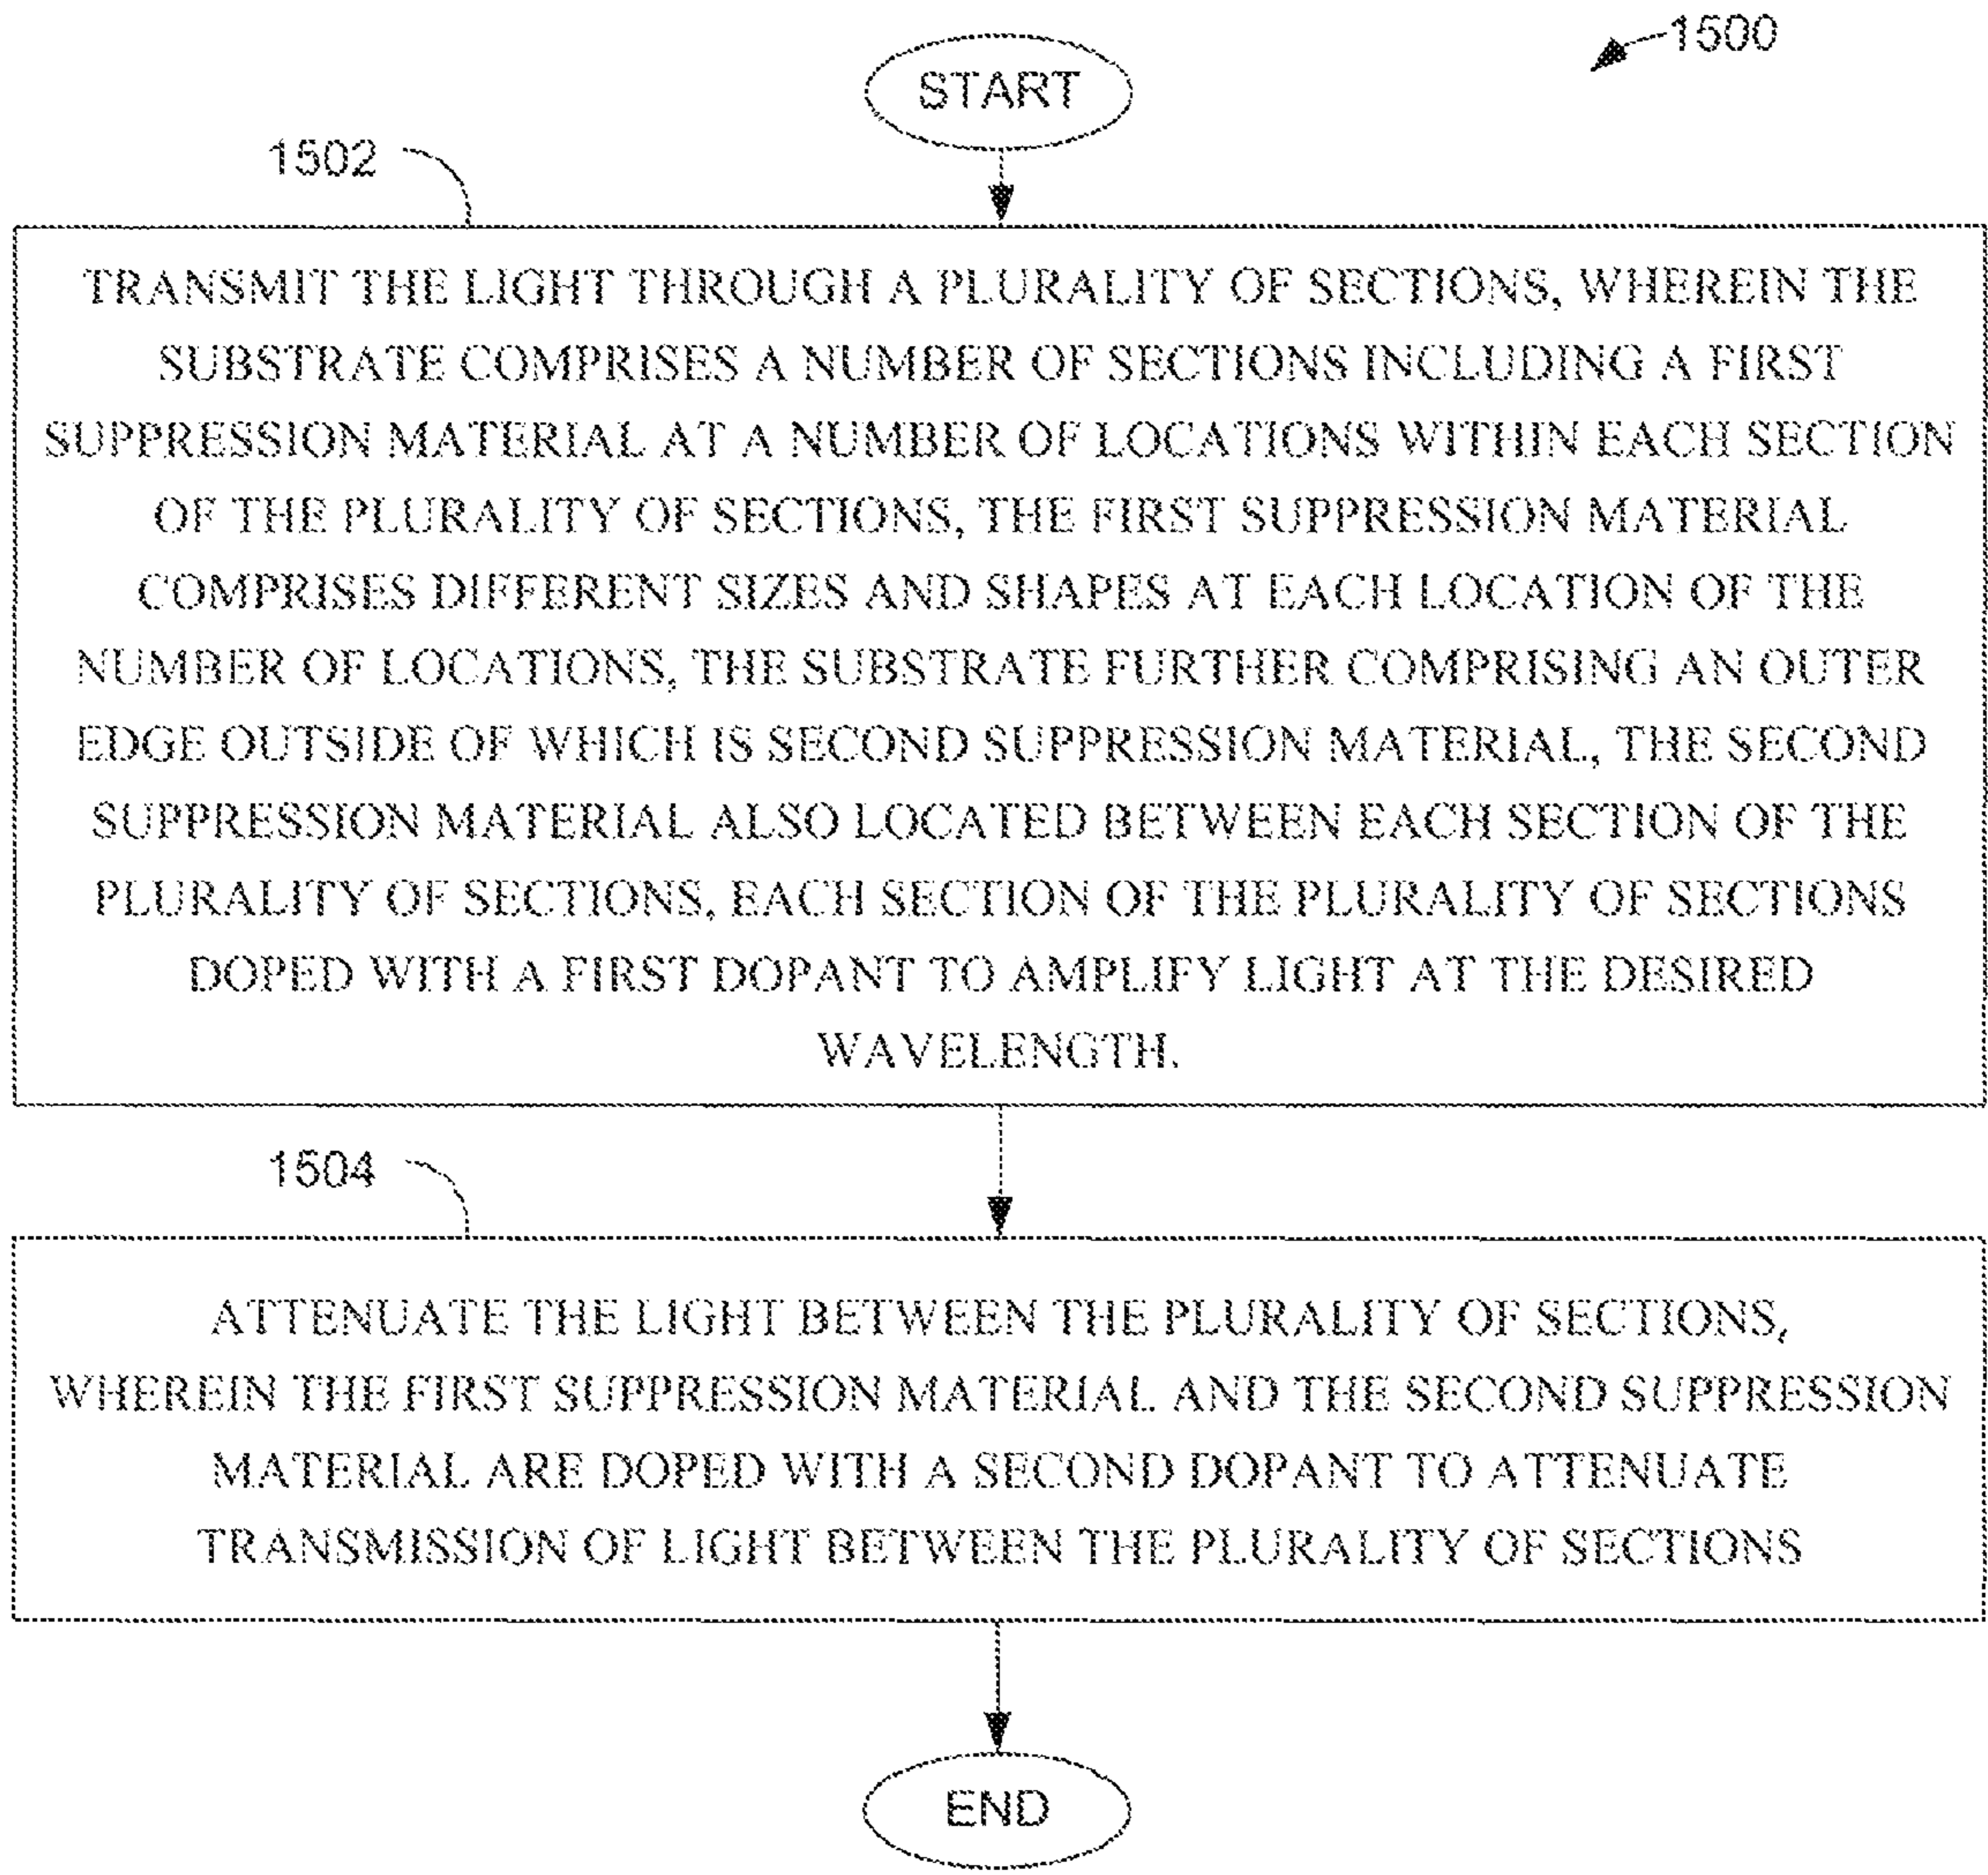 1500
START
1502
TRANSMIT THE LIGHT THROUGH A PLURALITY OF SECTIONS, WHEREIN THE
SUBSTRATE COMPRISES A NUMBER OF SECTIONS INCLUDING A FIRST
SUPPRESSION MATERIAL AT A NUMBER OF LOCATIONS WITHIN EACH SECTION
OF THE PLURALITY OF SECTIONS, THE FIRST SUPPRESSION MATERIAL
COMPRISES DIFFERENT SIZES AND SHAPES AT EACH LOCATION OF THE
NUMBER OF LOCATIONS, THE SUBSTRATE FURTHER COMPRISING AN OUTER
EDGE OUTSIDE OF WHICH IS SECOND SUPPRESSION MATERIAL, THE SECOND
SUPPRESSION MATERIAL ALSO LOCATED BETWEEN EACH SECTION OF THE
PLURALITY OF SECTIONS, EACH SECTION OF THE PLURALITY OF SECTIONS
DOPED WITH A FIRST DOPANT TO AMPLIFY LIGHT AT THE DESIRED
WAVELENGTH.
1504
ATTENUATE THE LIGHT BETWEEN THE PLURALITY OF SECTIONS,
WHEREIN THE FIRST SUPPRESSION MATERIAL AND THE SECOND SUPPRESSION
MATERIAL ARE DOPED WITH A SECOND DOPANT TO ATTENUATE
TRANSMISSION OF LIGHT BETWEEN THE PLURALITY OF SECTIONS
END